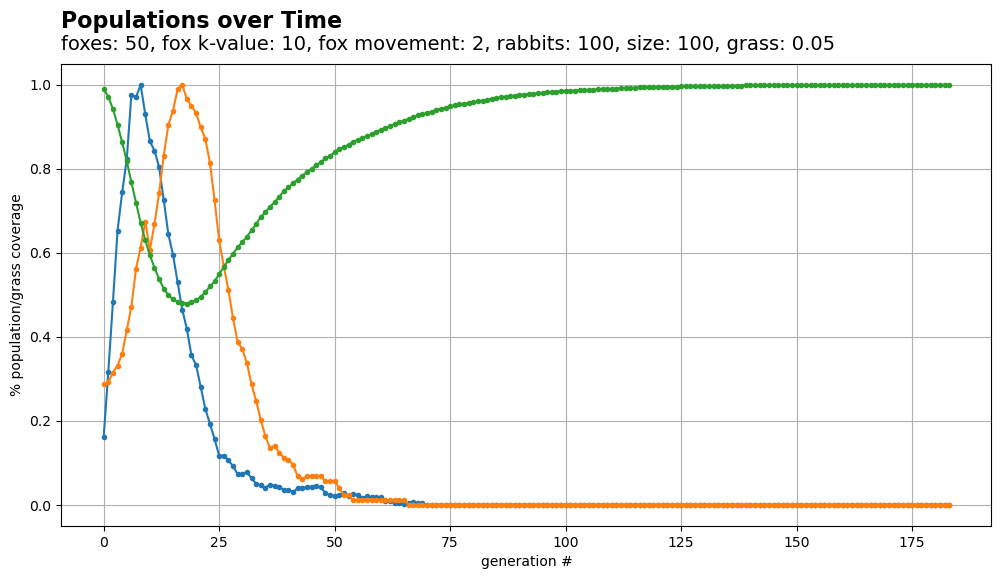 Populations over Time
foxes: 50, fox k-value: 10, fox movement: 2, rabbits: 100, size: 100, grass: 0.05
1.0
0.8
0.6
0.4
0.2
0.0
% population/grass coverage
0 25 50 75 100 125 150 175
generation #